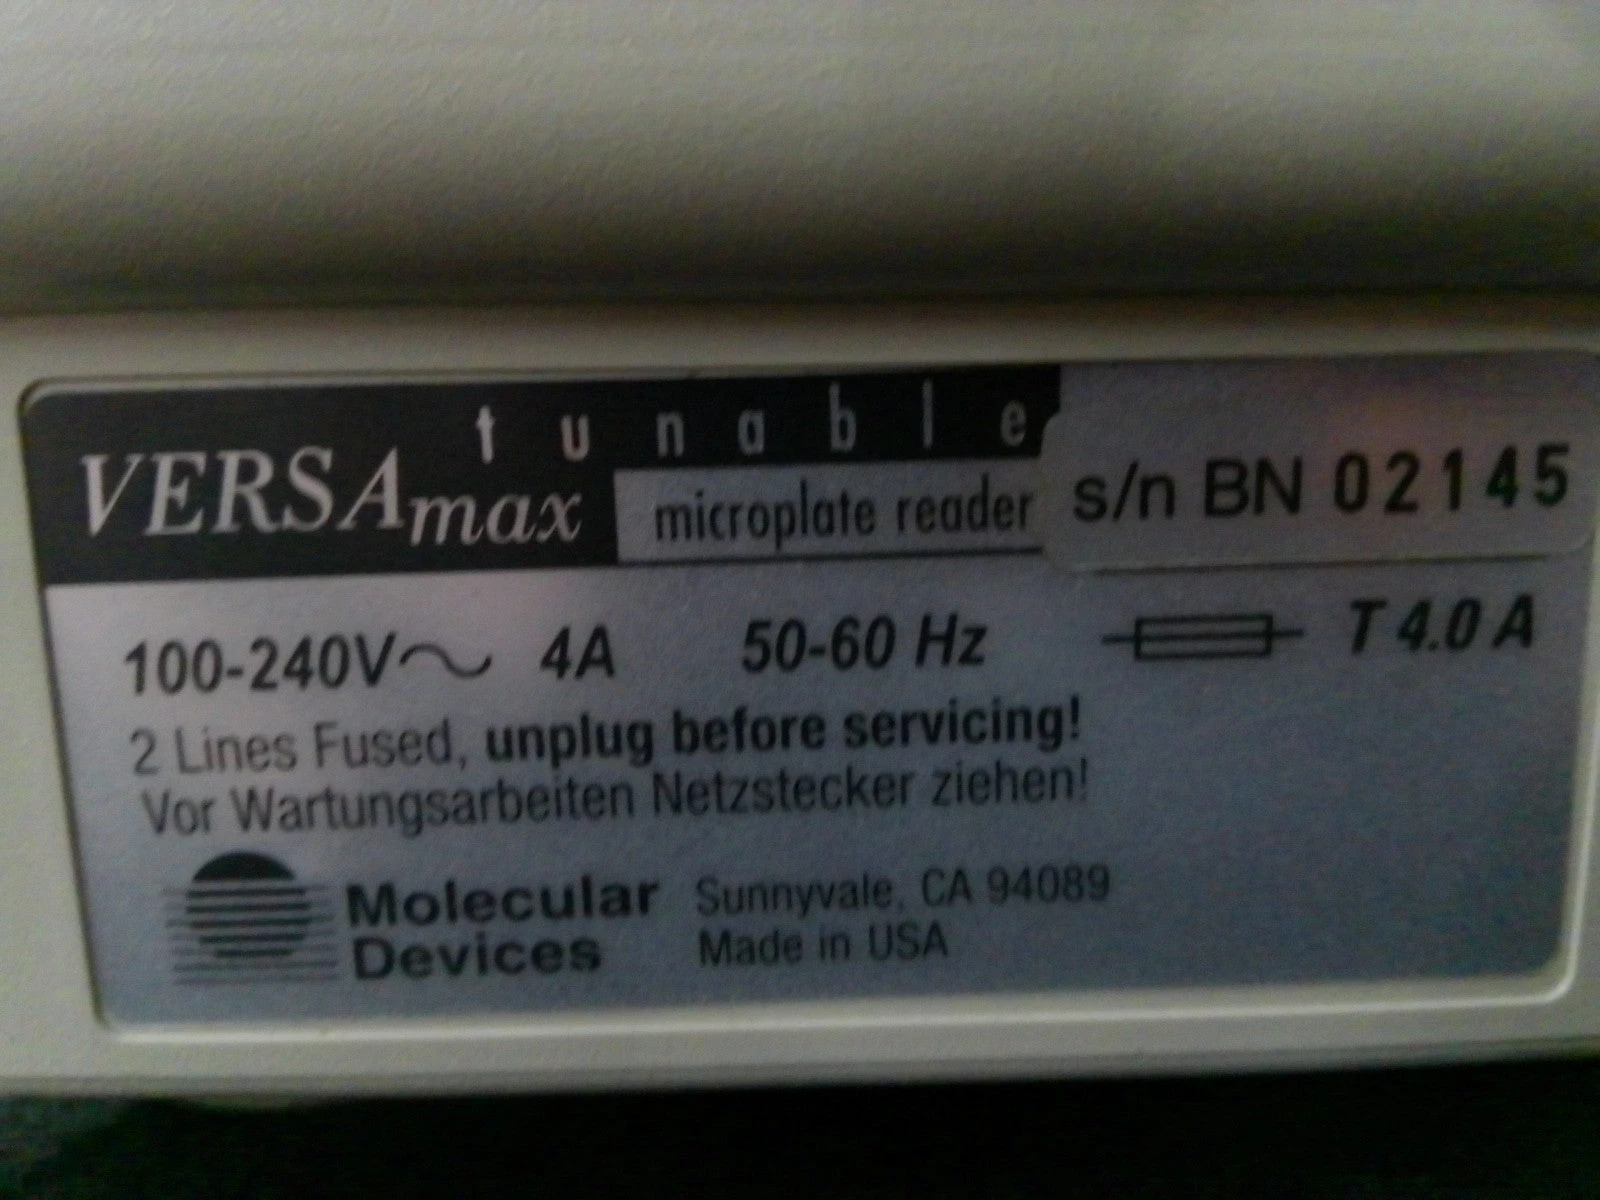 tunable
VERSAmax microplate reader s/n BN 02145
100-240V~ 4A 50-60 Hz T 4.0 A
2 Lines Fused, unplug before servicing!
Vor Wartungsarbeiten Netzstecker ziehen!
Molecular Sunnyvale, CA 94089
Devices Made in USA